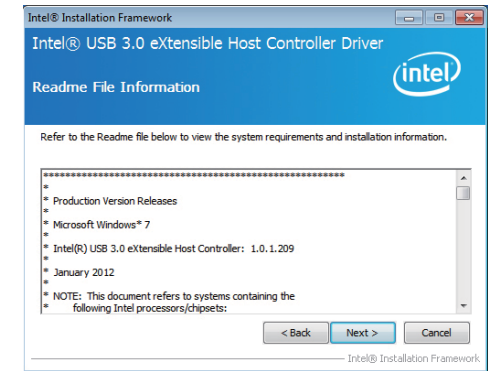 Intel® Installation Framework
Intel® USB 3.0 eXtensible Host Controller Driver
Readme File Information
intel
Refer to the Readme file below to view the system requirements and installation information.
*******************************************************
*
* Production Version Releases
*
* Microsoft Windows* 7
*
* Intel(R) USB 3.0 eXtensible Host Controller: 1.0.1.209
*
* January 2012
*
* NOTE: This document refers to systems containing the
* following Intel processors/chipsets:
< Back
Next >
Cancel
Intel® Installation Framework